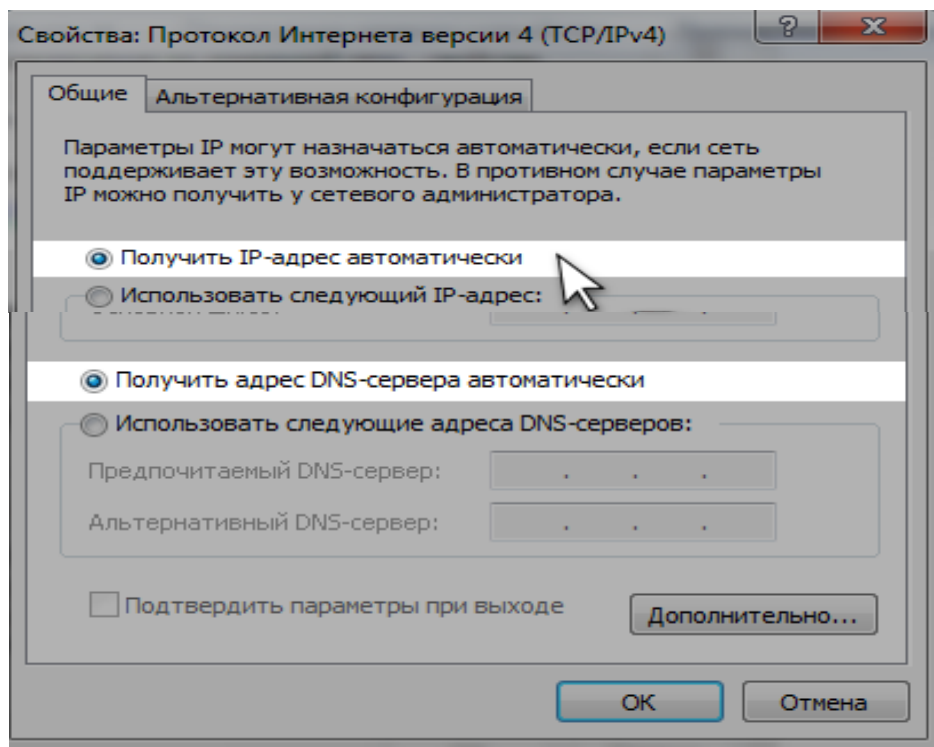 Свойства: Протокол Интернета версии 4 (TCP/IPv4)
Общие
Альтернативная конфигурация
Параметры IP могут назначаться автоматически, если сеть
поддерживает эту возможность. В противном случае параметры
IP можно получить у сетевого администратора.
Получить IP-адрес автоматически
Использовать следующий IP-адрес:
Получить адрес DNS-сервера автоматически
Использовать следующие адреса DNS-серверов:
Предпочитаемый DNS-сервер:
Альтернативный DNS-сервер:
Подтвердить параметры при выходе
Дополнительно...
OK
Отмена